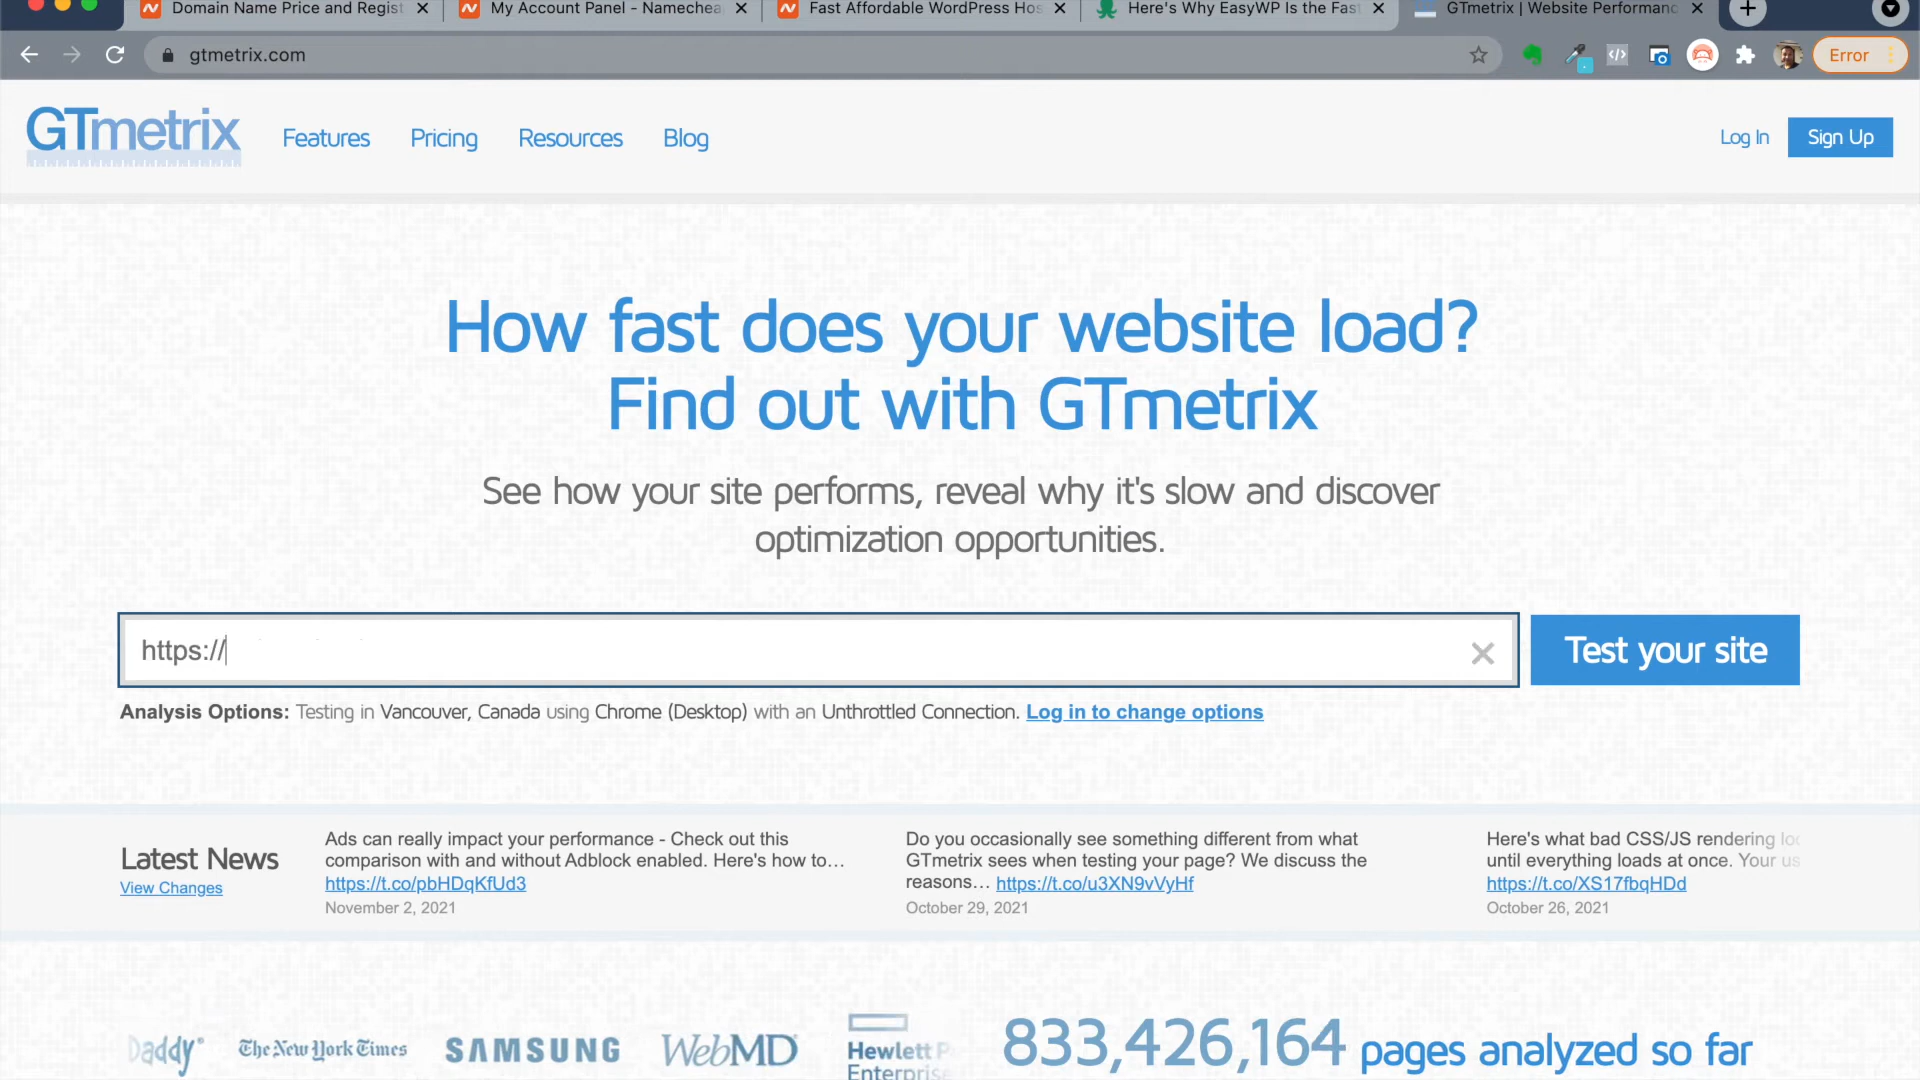 Domain Name Price and Regist
My Account Panel - Namechea
Fast Affordable WordPress Hos
Here's Why EasyWP Is the Fast
GTmetrix | Website Performanc
gtmetrix.com
Error
GTmetrix
Features
Pricing
Resources
Blog
Log In
Sign Up
How fast does your website load?
Find out with GTmetrix
See how your site performs, reveal why it's slow and discover
optimization opportunities.
https://
Test your site
Analysis Options: Testing in Vancouver, Canada using Chrome (Desktop) with an Unthrottled Connection. Log in to change options
Latest News
View Changes
Ads can really impact your performance - Check out this
comparison with and without Adblock enabled. Here's how to…
https://t.co/pbHDqKfUd3
November 2, 2021
Do you occasionally see something different from what
GTmetrix sees when testing your page? We discuss the
reasons… https://t.co/u3XN9vVyHf
October 29, 2021
Here's what bad CSS/JS rendering loo
until everything loads at once. Your us
https://t.co/XS17fbqHDd
October 26, 2021
Daddy
The New York Times
SAMSUNG
WebMD
Hewlett P
Enterprise
833,426,164 pages analyzed so far